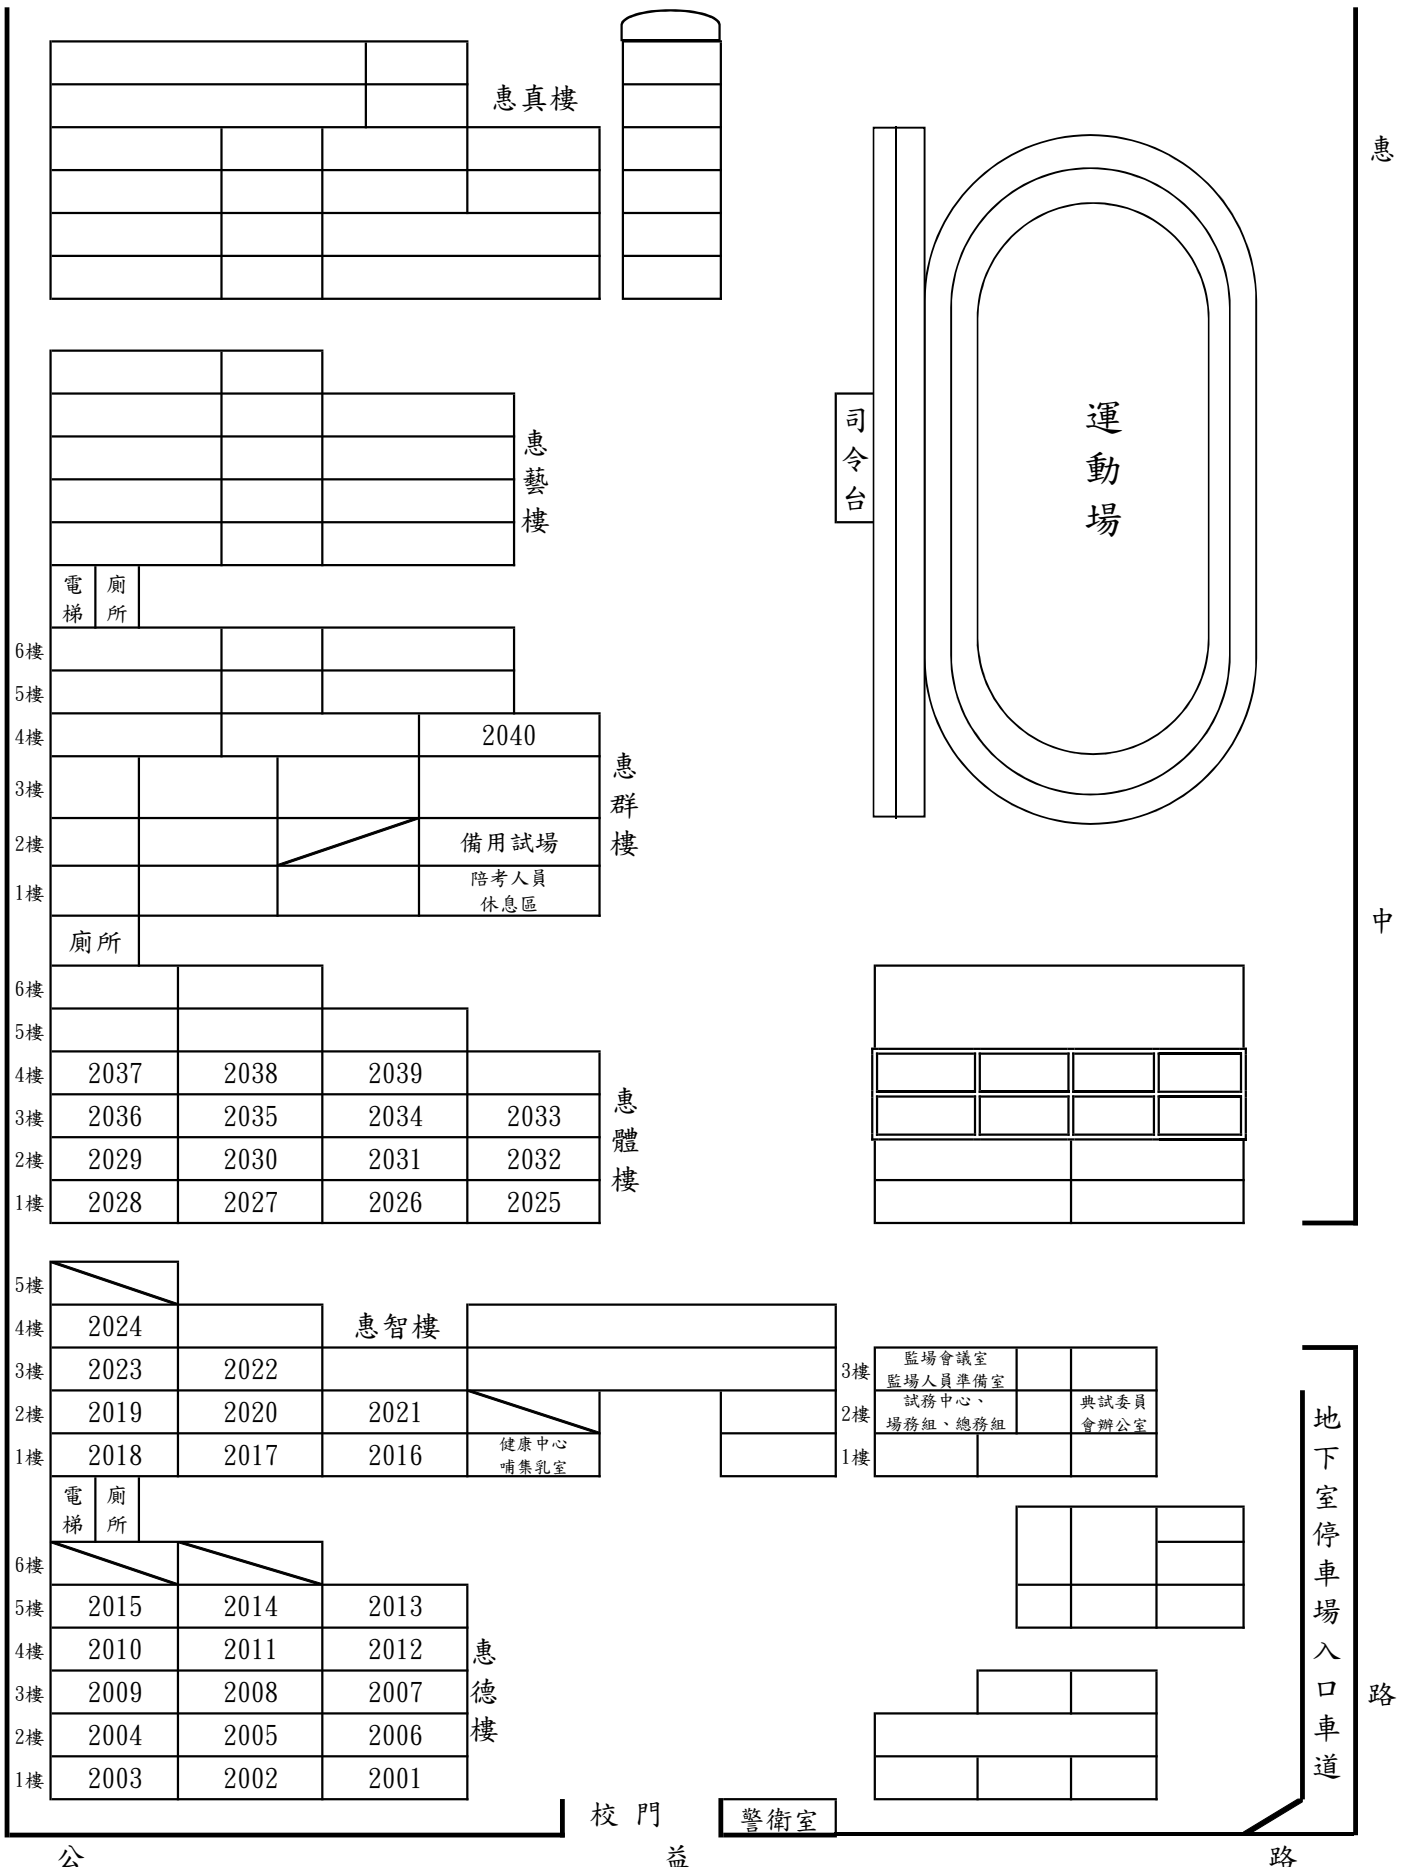 惠真樓
惠
運動場
司令台
惠藝樓
電梯 廁所
6樓
5樓
4樓 2040
3樓
惠群樓
2樓 備用試場
1樓 陪考人員
休息區
中
廁所
6樓
5樓
4樓 2037 2038 2039
3樓 2036 2035 2034 2033
惠體樓
2樓 2029 2030 2031 2032
1樓 2028 2027 2026 2025
5樓
4樓 2024 惠智樓
3樓 2023 2022
3樓 監場會議室
監場人員準備室
2樓 2019 2020 2021
2樓 試務中心、
場務組、總務組
典試委員
會辦公室
1樓 2018 2017 2016 健康中心
哺集乳室
1樓
地下室停車場入口車道
電梯 廁所
6樓
5樓 2015 2014 2013
4樓 2010 2011 2012
惠德樓
3樓 2009 2008 2007
路
2樓 2004 2005 2006
1樓 2003 2002 2001
校門
警衛室
公 益 路